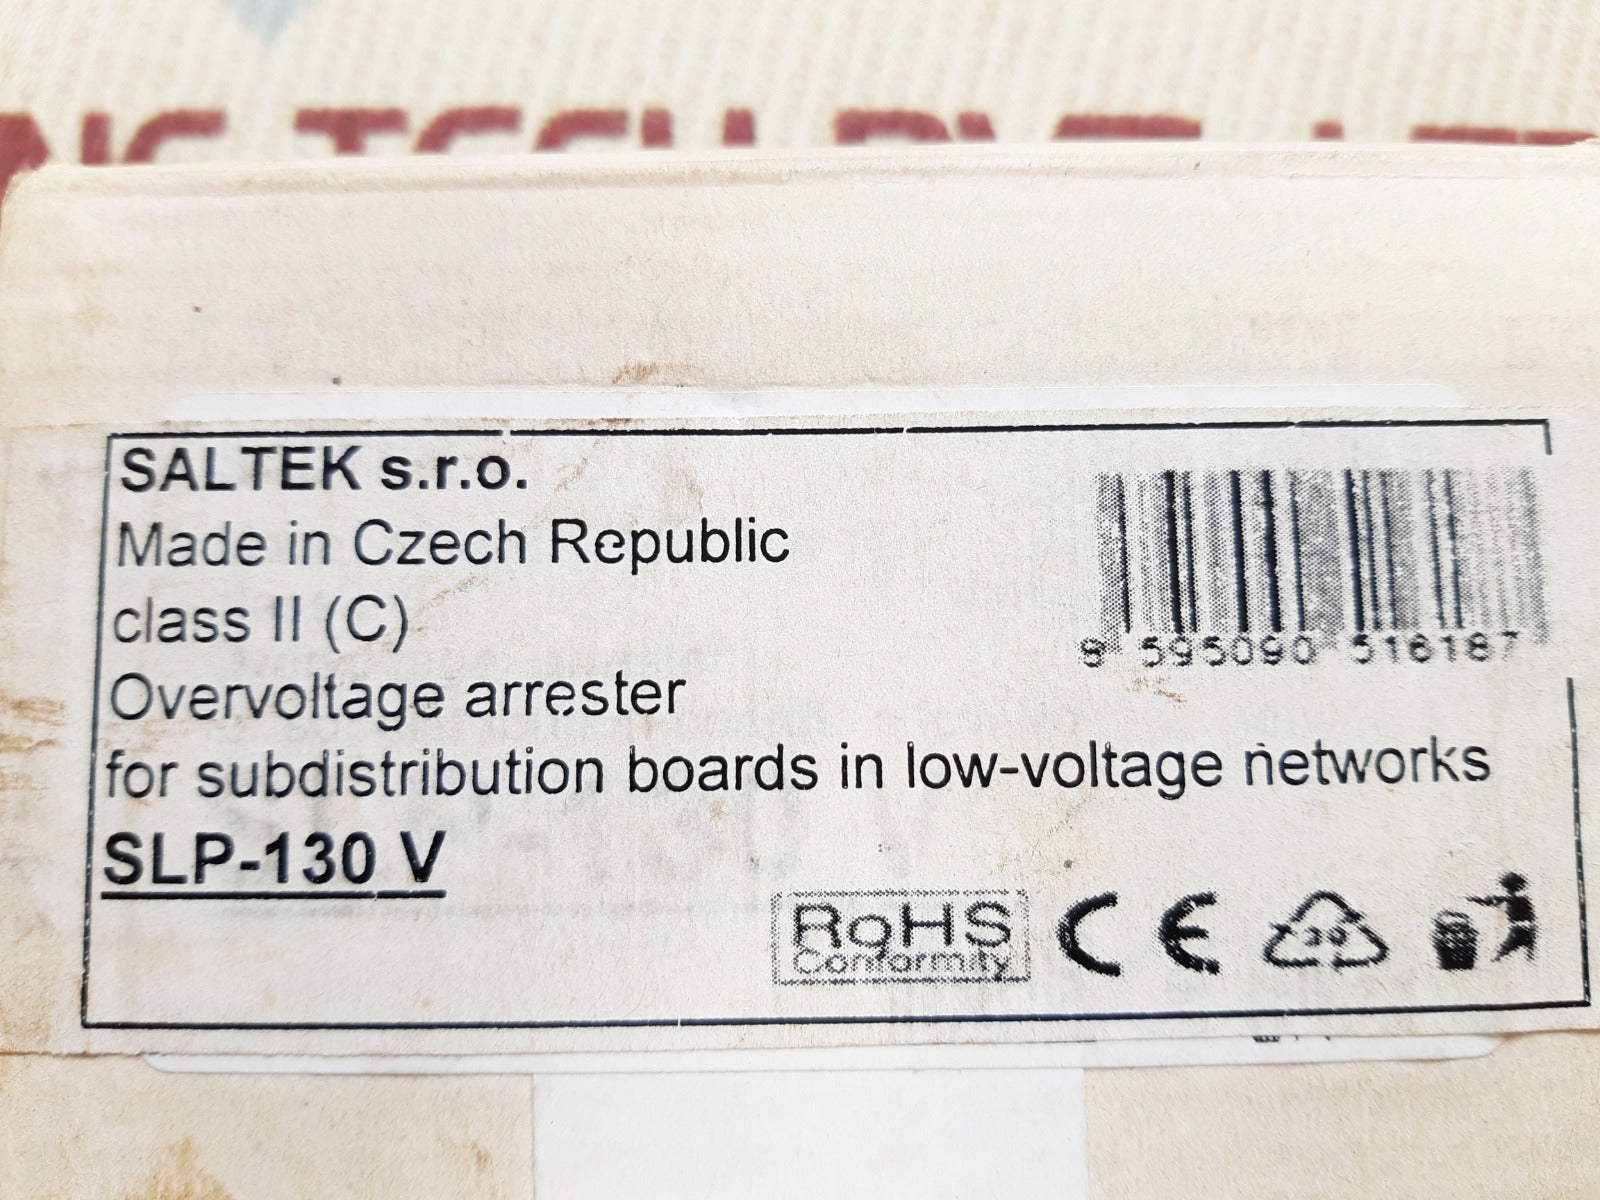 SALTEK s.r.o.
Made in Czech Republic
class II (C)
Overvoltage arrester
for subdistribution boards in low-voltage networks
SLP-130 V
8 595090 516187
RoHS
Conformity
CE